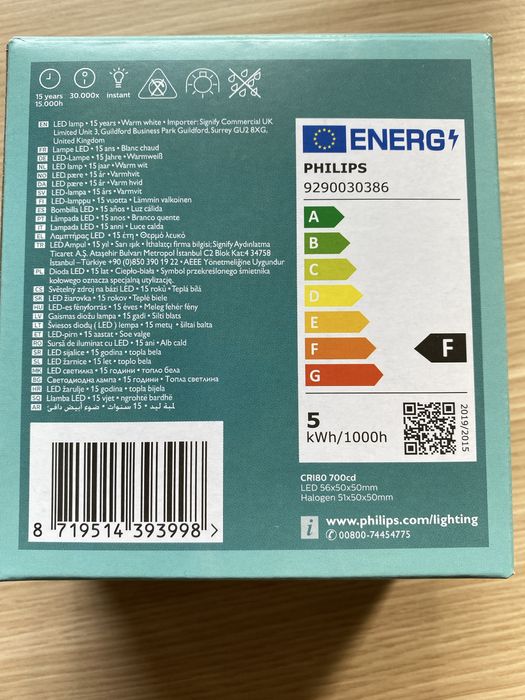 15 years
15.000h
30.000x
instant
EN LED lamp • 15 years • Warm white • Importer: Signify Commercial UK
Limited Unit 3, Guildford Business Park Guildford, Surrey GU2 8XG,
United Kingdom
FR Lampe LED • 15 ans • Blanc chaud
DE LED-Lampe • 15 Jahre • Warmweiß
NL LED lamp • 15 jaar • Warm wit
NO LED pære • 15 år • Varmhvit
DA LED pære • 15 år • Varm hvid
SV LED-lampa • 15 års • Varmvit
FI LED-lamppu • 15 vuotta • Lämmin valkoinen
ES Bombilla LED • 15 años • Luz cálida
PT Lâmpada LED • 15 anos • Branco quente
IT Lampada LED • 15 anni • Luce calda
EL Λαμπτήρας LED • 15 έτη • Θερμό λευκό
TR LED Ampul • 15 yıl • Sarı ışık • İthalatçı firma bilgisi; Signify Aydınlatma
Ticaret A.S. Ataşehir Bulvarı Metropol İstanbul C2 Blok Kat:4 34758
İstanbul – Türkiye +90 (0)850 390 19 22 • AEEE Yönetmeliğine Uygundur
PL Dioda LED • 15 lat • Ciepło-biała • Symbol przekreślonego śmietnika
kołowego oznacza specjalną utylizację.
CS Světelný zdroj na bázi LED • 15 roků • Teplá bílá
SK LED žiarovka • 15 rokov • Teplé biele
HU LED-es fényforrás • 15 évek • Meleg fehér fény
LV Gaismas diožu lampa • 15 gadi • Silti blats
LT Šviesos diodų (LED) lempa • 15 metų • šiltai balta
ET LED-pirn • 15 aastat • Soe valge
RO Sursă de iluminat cu LED • 15 ani • Alb cald
SR LED sijalice • 15 godina • topla bela
SL LED žarnice • 15 let • toplo bela
MK LED светилка • 15 години • топло бела
BG Светодиодна лампа • 15 години • Топла светлина
HR LED žarulje • 15 godina • topla bijela
SQ Llamba LED • 15 vjet • ngrohtë bardhë
AR لمبة ليد • 15 سنوات • ضوء أبيض دافئ
8 719514 393998 >
ENERG
PHILIPS
9290030386
A
B
C
D
E
F
G
F
5
kWh/1000h
2019/2015
CRI80 700cd
LED 56x50x50mm
Halogen 51x50x50mm
i www.philips.com/lighting
00800-74454775